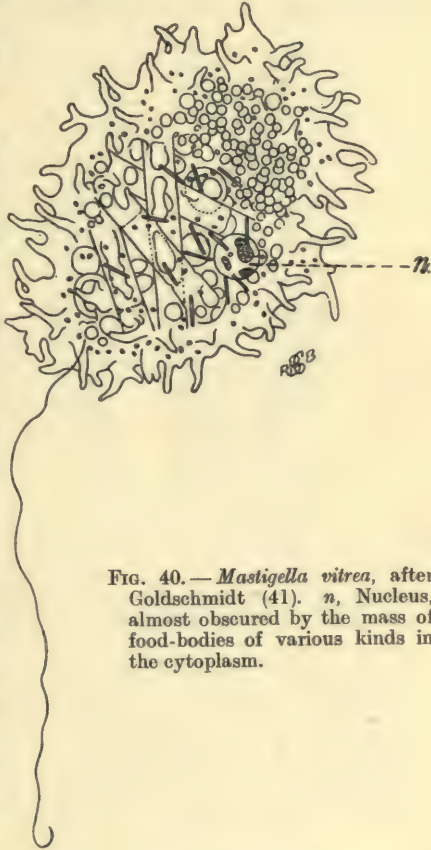 n.
FIG. 40. — Mastigella vitrea, after
Goldschmidt (41). n, Nucleus,
almost obscured by the mass of
food-bodies of various kinds in
the cytoplasm.